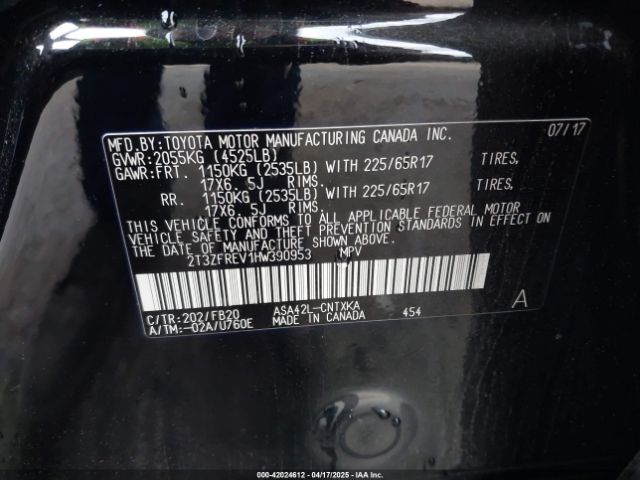 MFD.BY:TOYOTA MOTOR MANUFACTURING CANADA INC. 07/17
GVWR:2055KG (4525LB)
GAWR:FRT. 1150KG (2535LB) WITH 225/65R17 TIRES,
17X6. 5J RIMS.
RR. 1150KG (2535LB) WITH 225/65R17 TIRES,
17X6. 5J RIMS.
THIS VEHICLE CONFORMS TO ALL APPLICABLE FEDERAL MOTOR
VEHICLE SAFETY AND THEFT PREVENTION STANDARDS IN EFFECT ON
THE DATE OF MANUFACTURE SHOWN ABOVE.
2T3ZFREV1HW390953 MPV
C/TR:202/FB20 ASA42L-CNTXKA A
A/TM:-02A/U760E MADE IN CANADA 454
000-42024612 - 04/17/2025 - IAA Inc.